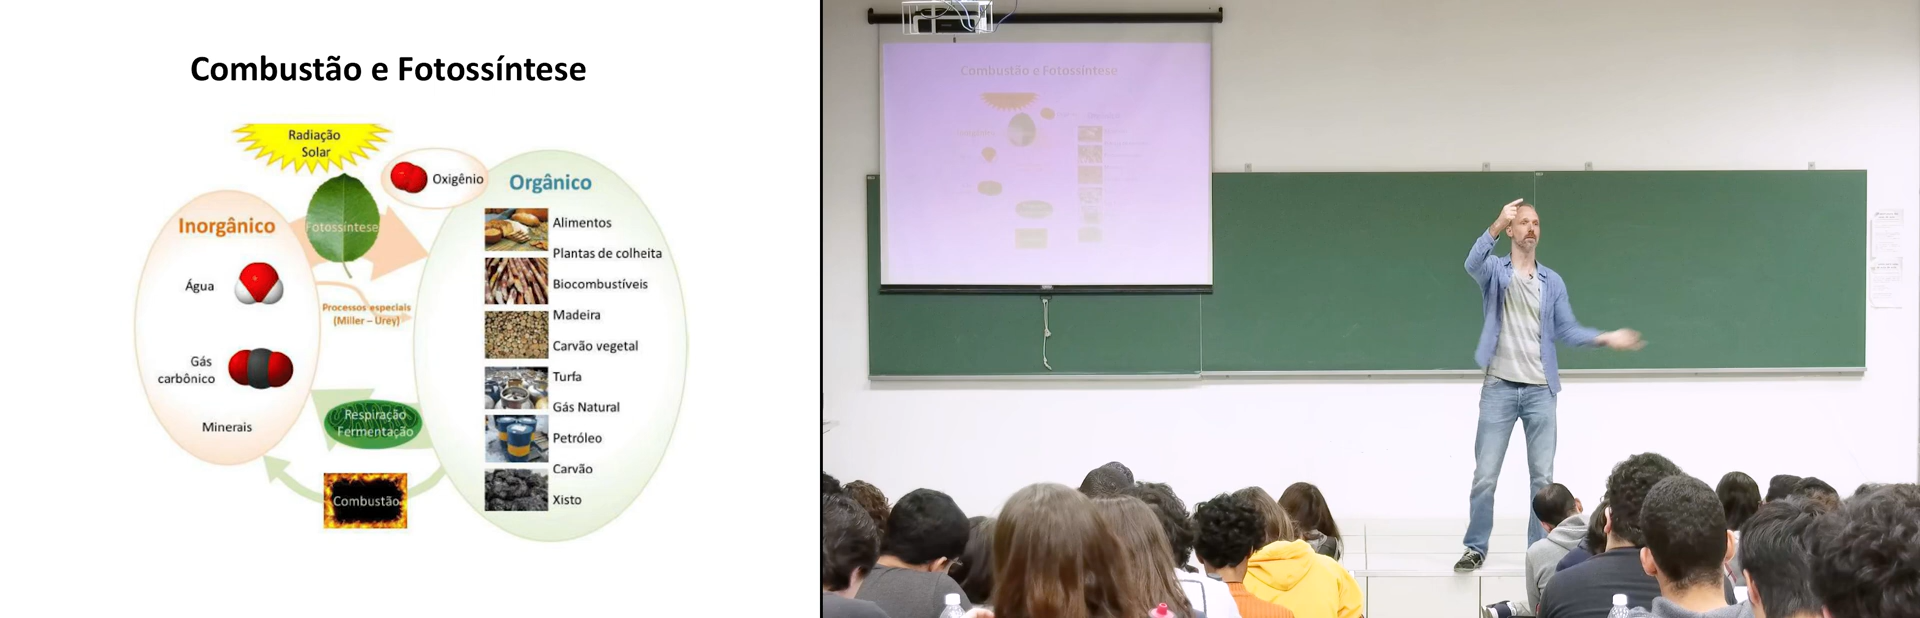 Combustão e Fotossíntese
Radiação
Solar
Oxigênio
Orgânico
Inorgânico
Fotossíntese
Água
Processos especiais
(Miller – Urey)
Gás
carbônico
Minerais
Respiração
Fermentação
Combustão
Alimentos
Plantas de colheita
Biocombustíveis
Madeira
Carvão vegetal
Turfa
Gás Natural
Petróleo
Carvão
Xisto
Combustão e Fotossíntese